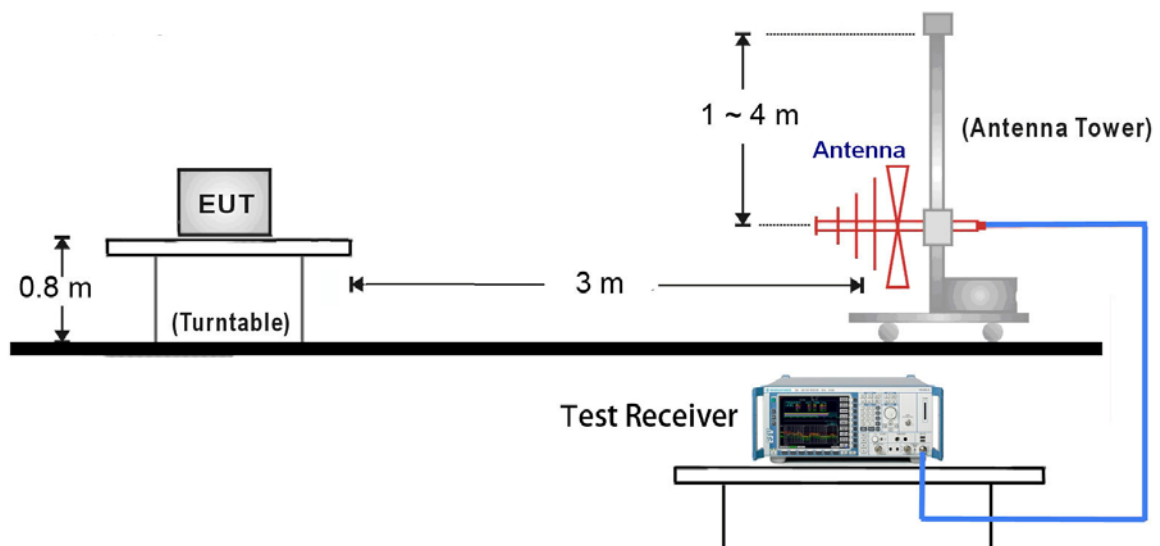 1 ~ 4 m
(Antenna Tower)
Antenna
EUT
0.8 m
3 m
(Turntable)
Test Receiver